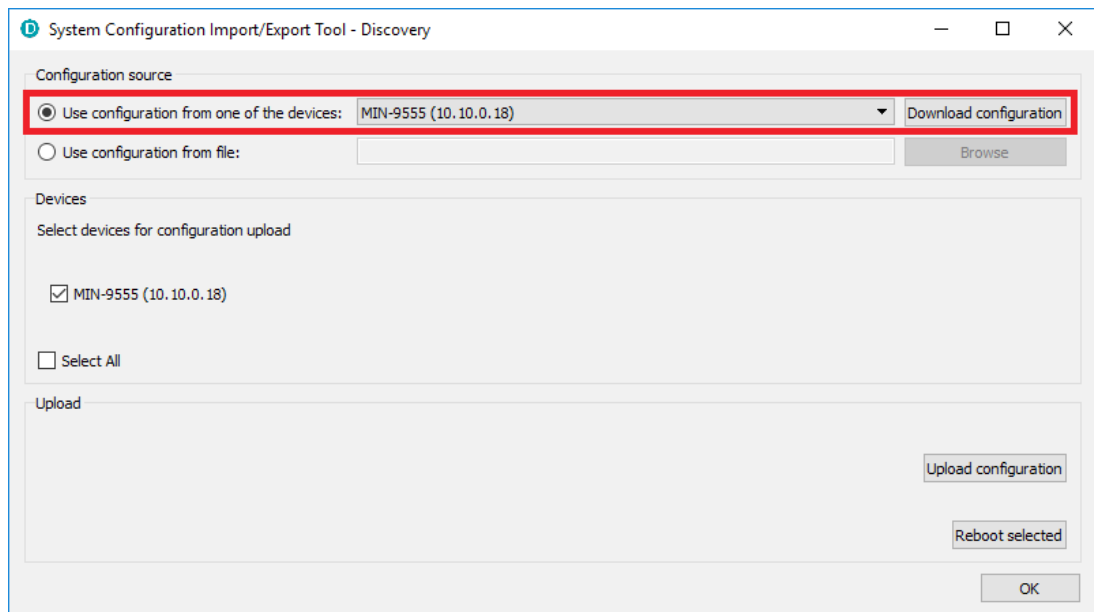 System Configuration Import/Export Tool - Discovery
Configuration source
Use configuration from one of the devices: MIN-9555 (10.10.0.18) Download configuration
Use configuration from file: Browse
Devices
Select devices for configuration upload
MIN-9555 (10.10.0.18)
Select All
Upload
Upload configuration
Reboot selected
OK